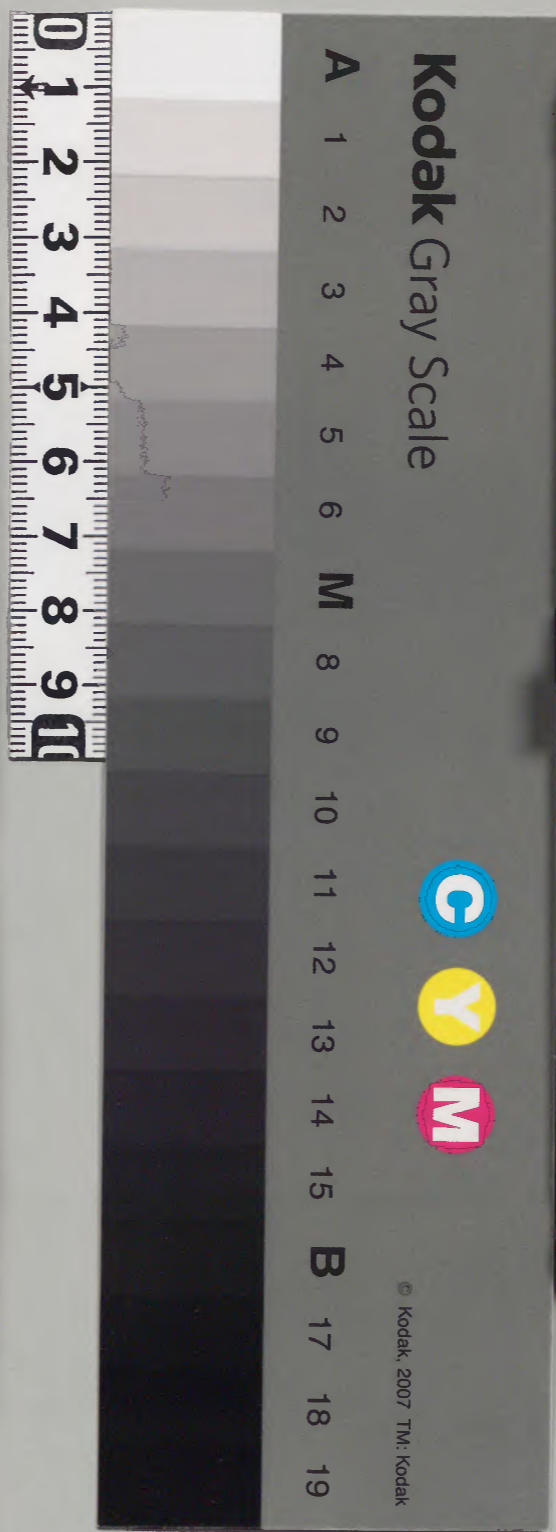 Kodak Gray Scale
C Y M
© Kodak, 2007 TM: Kodak
A 1 2 3 4 5 6 M 8 9 10 11 12 13 14 15 B 17 18 19
0 1 2 3 4 5 6 7 8 9 10